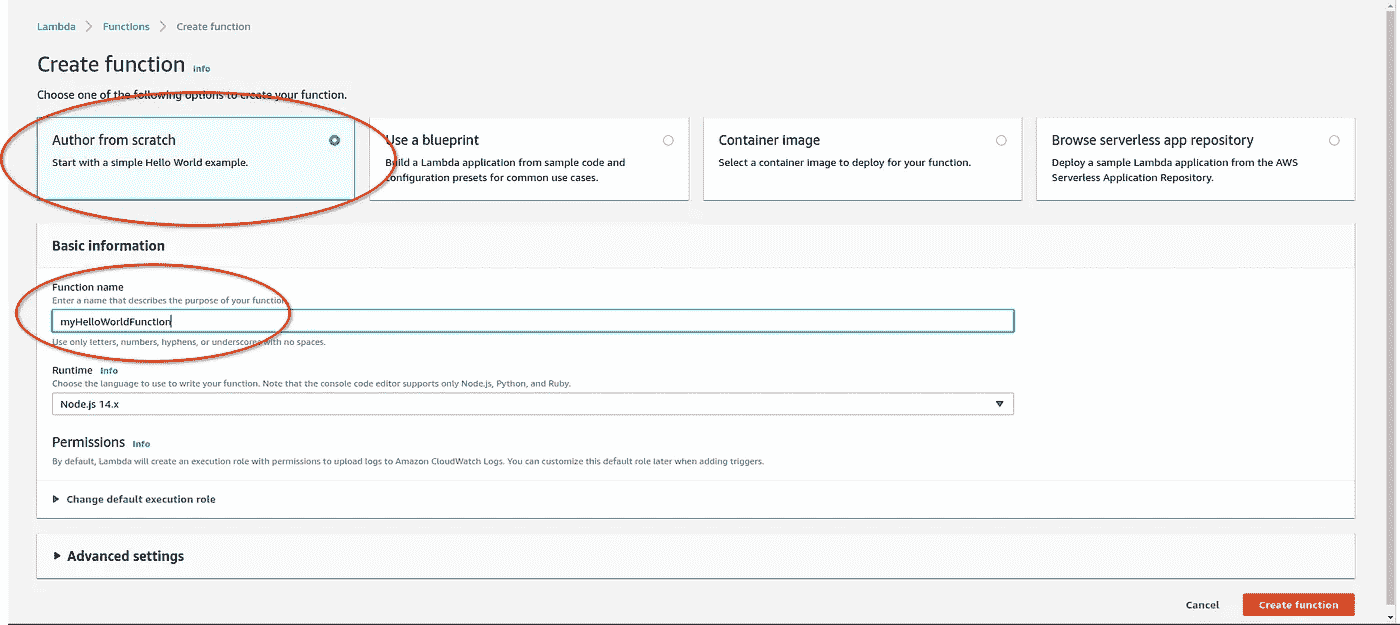 Lambda > Functions > Create function
Create function Info
Choose one of the following options to create your function.
Author from scratch
Start with a simple Hello World example.
Use a blueprint
Build a Lambda application from sample code and
configuration presets for common use cases.
Container image
Select a container image to deploy for your function.
Browse serverless app repository
Deploy a sample Lambda application from the AWS
Serverless Application Repository.
Basic information
Function name
Enter a name that describes the purpose of your function.
myHelloWorldFunction
Use only letters, numbers, hyphens, or underscores with no spaces.
Runtime Info
Choose the language to use to write your function. Note that the console code editor supports only Node.js, Python, and Ruby.
Node.js 14.x
Permissions Info
By default, Lambda will create an execution role with permissions to upload logs to Amazon CloudWatch Logs. You can customize this default role later when adding triggers.
Change default execution role
Advanced settings
Cancel
Create function